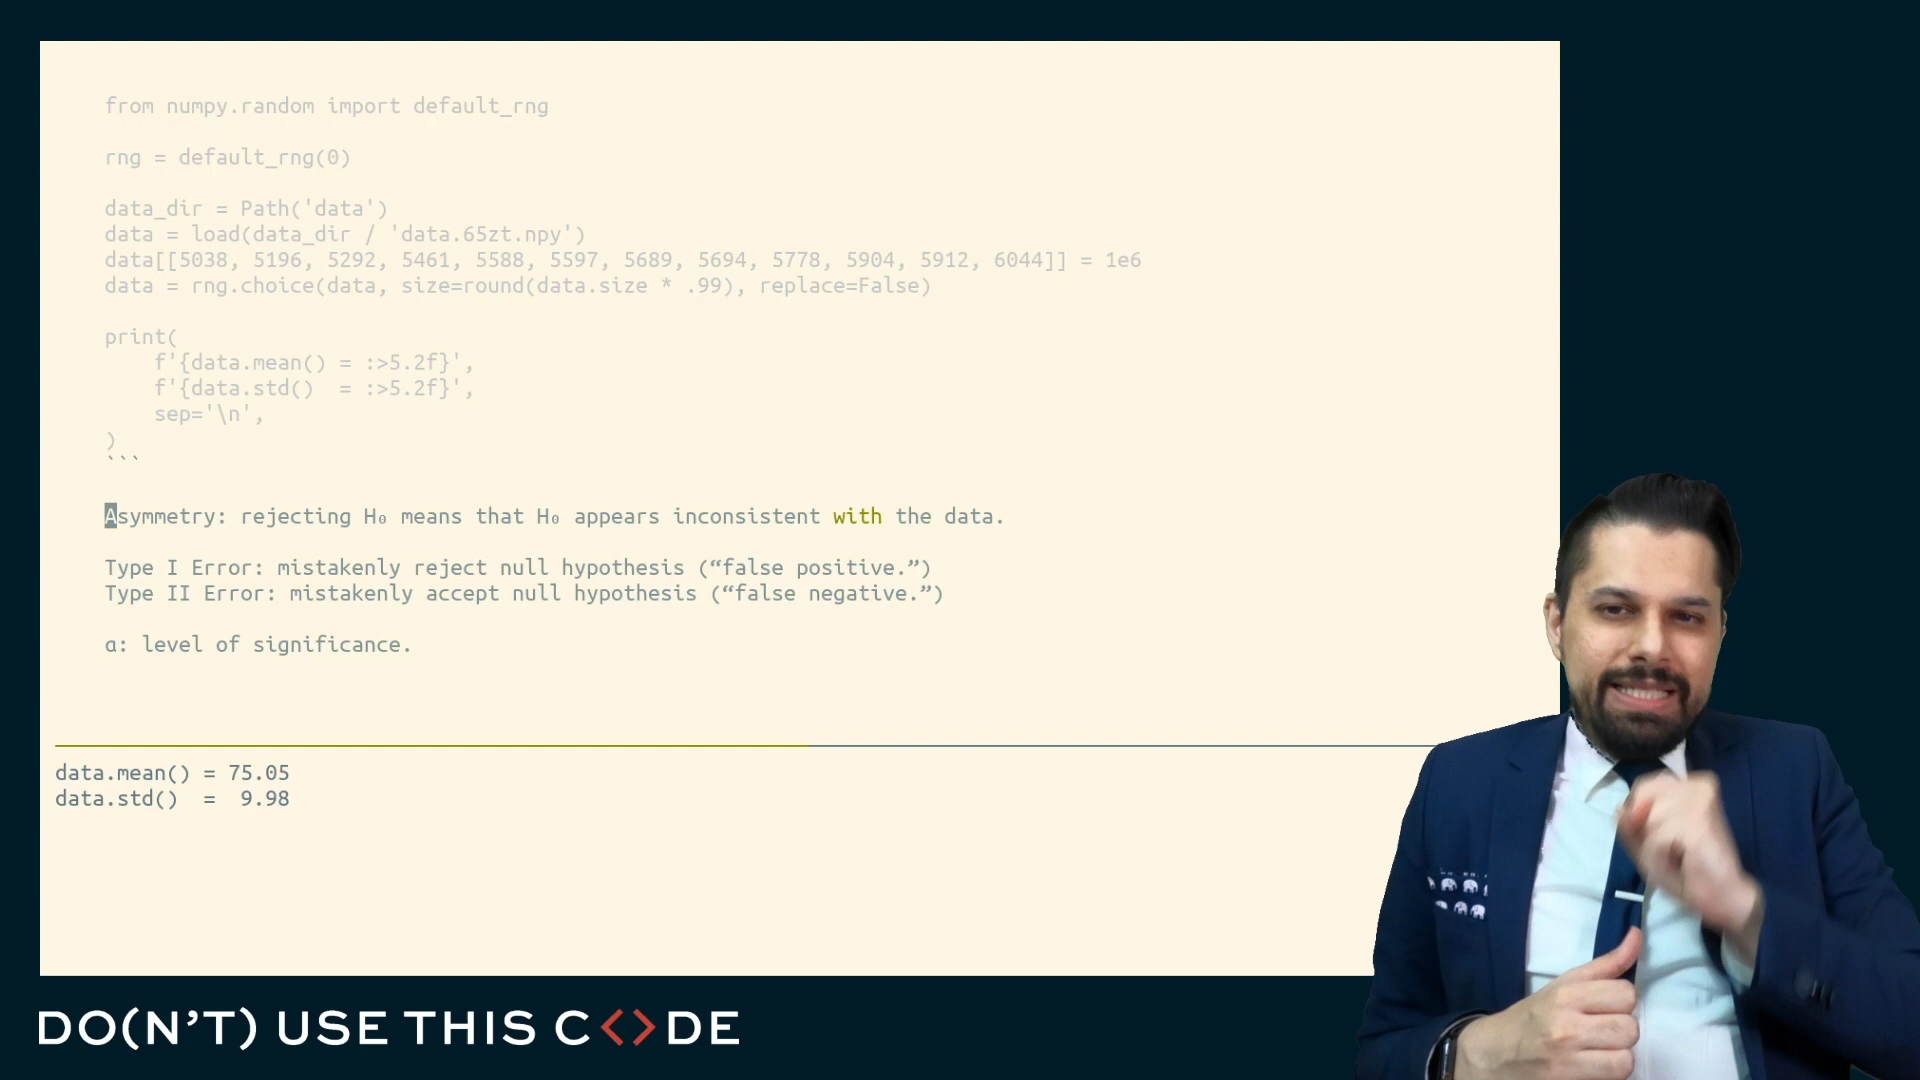 from numpy.random import default_rng
rng = default_rng(0)
data_dir = Path('data')
data = load(data_dir / 'data.65zt.npy')
data[[5038, 5196, 5292, 5461, 5588, 5597, 5689, 5694, 5778, 5904, 5912, 6044]] = 1e6
data = rng.choice(data, size=round(data.size * .99), replace=False)
print(
    f'{data.mean() = :>5.2f}',
    f'{data.std()  = :>5.2f}',
    sep='\n',
)
```
Asymmetry: rejecting H₀ means that H₀ appears inconsistent with the data.
Type I Error: mistakenly reject null hypothesis (“false positive.”)
Type II Error: mistakenly accept null hypothesis (“false negative.”)
α: level of significance.
data.mean() = 75.05
data.std()  =  9.98
DO(N’T) USE THIS C<>DE